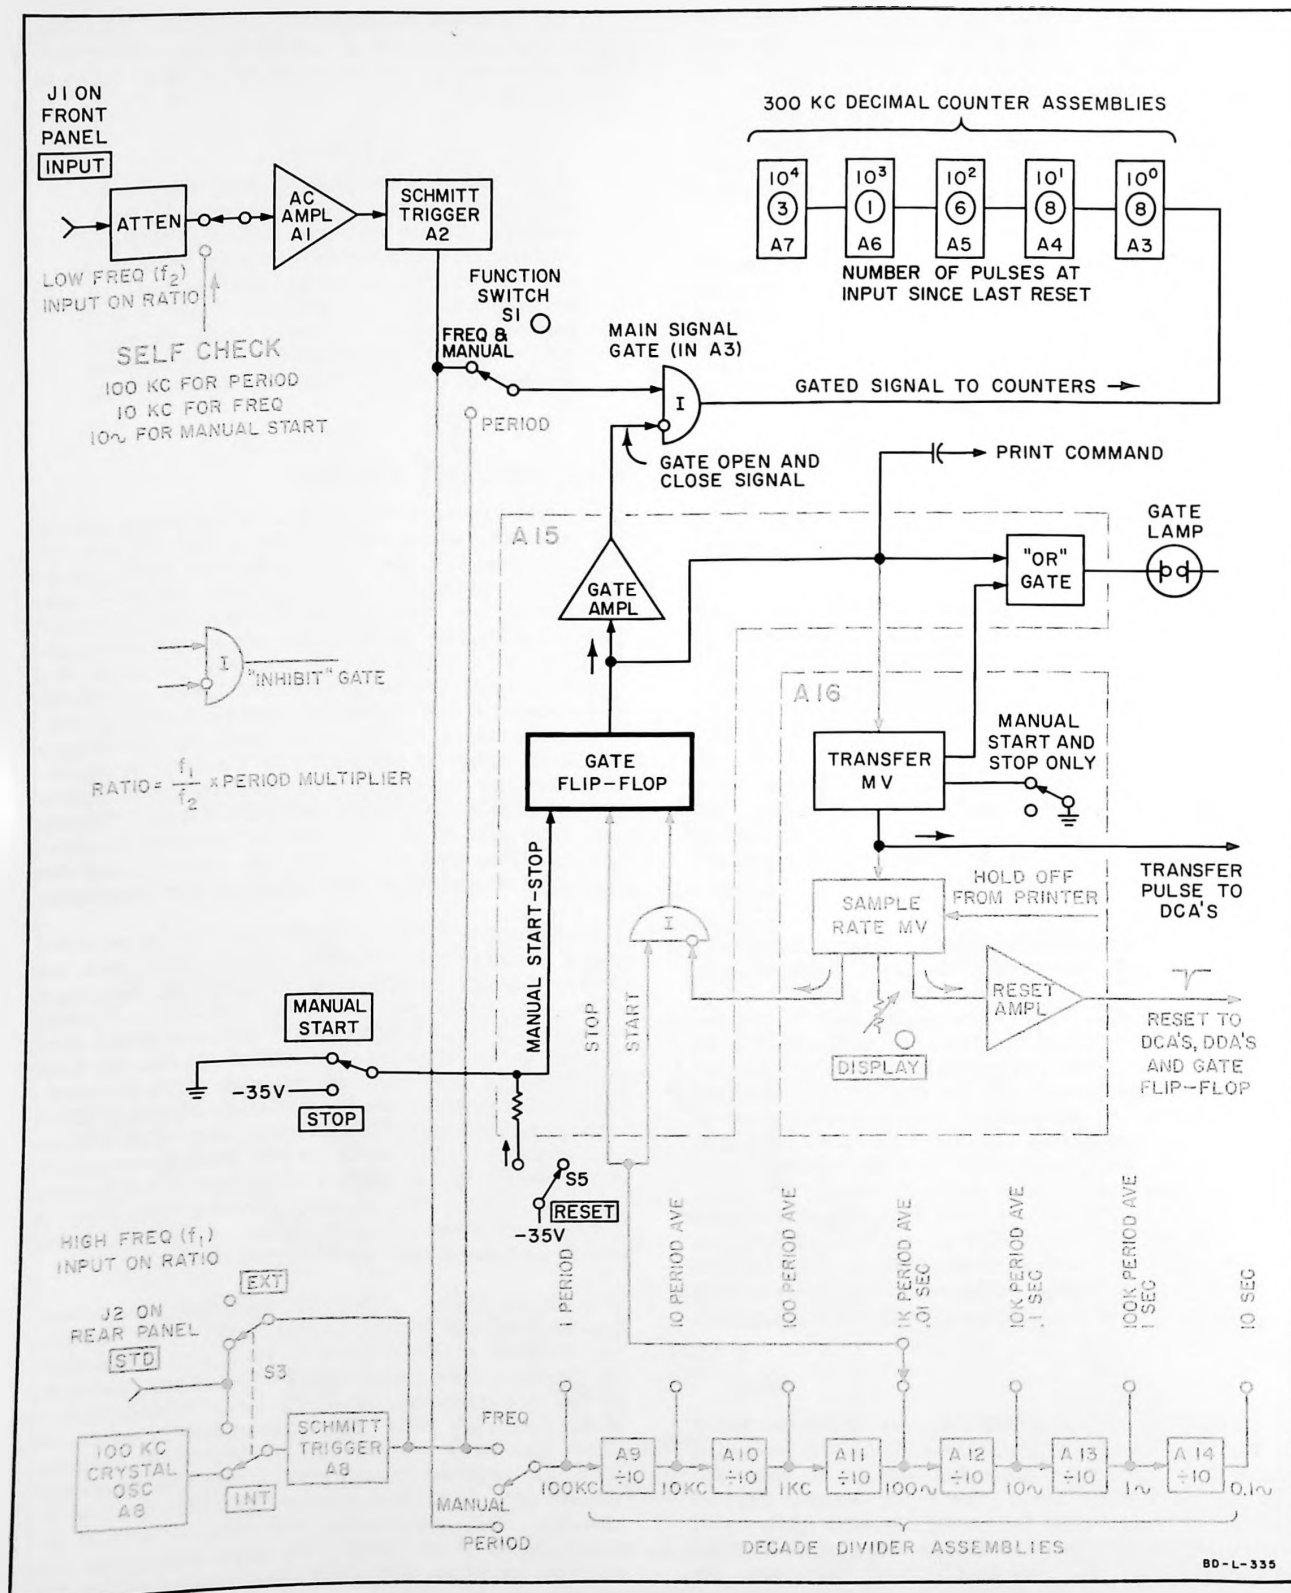 J1 ON
FRONT
PANEL
INPUT
ATTEN
AC
AMPL
A1
SCHMITT
TRIGGER
A2
300 KC DECIMAL COUNTER ASSEMBLIES
10⁴
3
A7
10³
1
A6
10²
6
A5
10¹
8
A4
10⁰
8
A3
NUMBER OF PULSES AT
INPUT SINCE LAST RESET
LOW FREQ (f₂)
INPUT ON RATIO
SELF CHECK
100 KC FOR PERIOD
10 KC FOR FREQ
10~ FOR MANUAL START
FUNCTION
SWITCH
S1
FREQ &
MANUAL
PERIOD
MAIN SIGNAL
GATE (IN A3)
I
GATED SIGNAL TO COUNTERS
GATE OPEN AND
CLOSE SIGNAL
PRINT COMMAND
A15
GATE
AMPL
"OR"
GATE
GATE
LAMP
I
"INHIBIT" GATE
RATIO = f₁/f₂ × PERIOD MULTIPLIER
GATE
FLIP-FLOP
A16
TRANSFER
MV
MANUAL
START AND
STOP ONLY
TRANSFER
PULSE TO
DCA'S
MANUAL START-STOP
STOP
START
I
SAMPLE
RATE MV
HOLD OFF
FROM PRINTER
DISPLAY
RESET
AMPL
RESET TO
DCA'S, DDA'S
AND GATE
FLIP-FLOP
MANUAL
START
-35V
STOP
S5
RESET
-35V
HIGH FREQ (f₁)
INPUT ON RATIO
EXT
J2 ON
REAR PANEL
STD
S3
100 KC
CRYSTAL
OSC
A8
INT
SCHMITT
TRIGGER
A8
FREQ
MANUAL
PERIOD
1 PERIOD
10 PERIOD AVE
100 PERIOD AVE
1K PERIOD AVE
.01 SEC
10K PERIOD AVE
.1 SEC
100K PERIOD AVE
1 SEC
10 SEC
100KC
A9
÷10
10KC
A10
÷10
1KC
A11
÷10
100~
A12
÷10
10~
A13
÷10
1~
A14
÷10
0.1~
DECADE DIVIDER ASSEMBLIES
BD-L-335